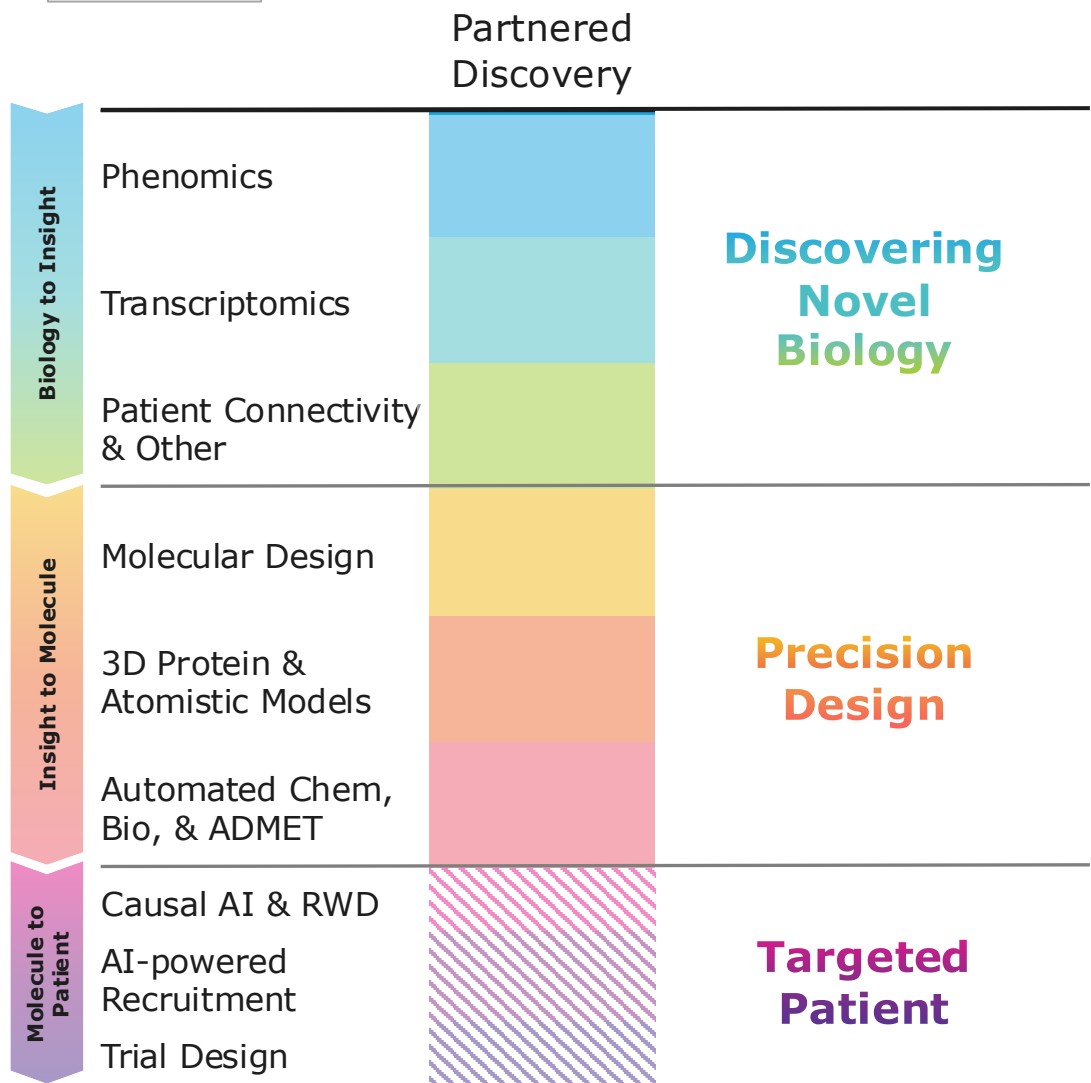 Partnered
Discovery
Biology to Insight
Phenomics
Transcriptomics
Patient Connectivity
& Other
Discovering
Novel
Biology
Insight to Molecule
Molecular Design
3D Protein &
Atomistic Models
Automated Chem,
Bio, & ADMET
Precision
Design
Molecule to
Patient
Causal AI & RWD
AI-powered
Recruitment
Trial Design
Targeted
Patient